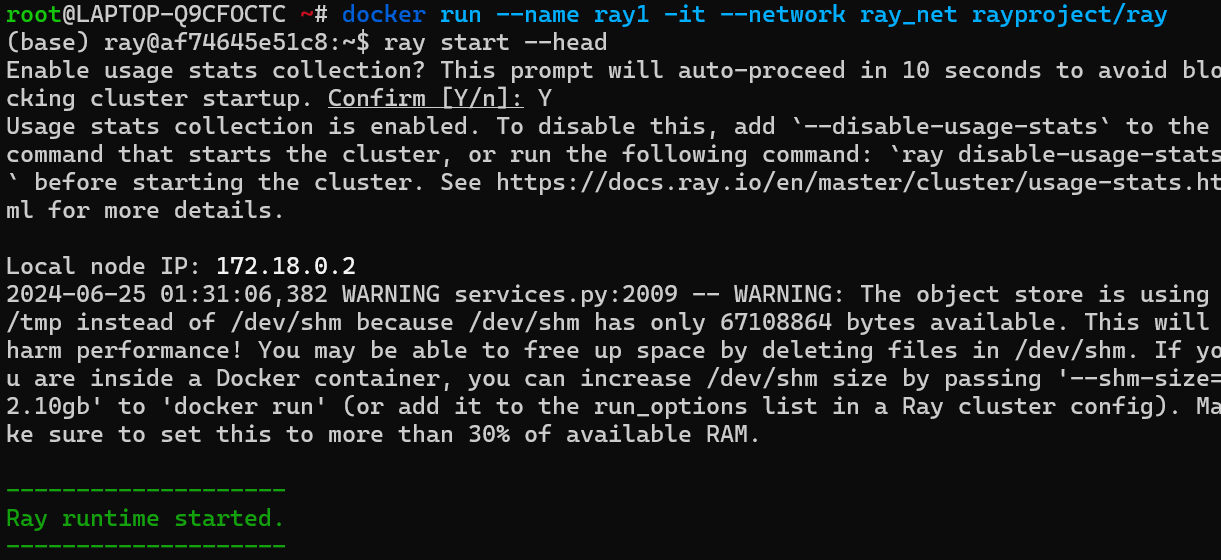 root@LAPTOP-Q9CFOCTC ~# docker run --name ray1 -it --network ray_net rayproject/ray
(base) ray@af74645e51c8:~$ ray start --head
Enable usage stats collection? This prompt will auto-proceed in 10 seconds to avoid blo
cking cluster startup. Confirm [Y/n]: Y
Usage stats collection is enabled. To disable this, add `--disable-usage-stats` to the
command that starts the cluster, or run the following command: `ray disable-usage-stats
` before starting the cluster. See https://docs.ray.io/en/master/cluster/usage-stats.ht
ml for more details.

Local node IP: 172.18.0.2
2024-06-25 01:31:06,382 WARNING services.py:2009 -- WARNING: The object store is using
/tmp instead of /dev/shm because /dev/shm has only 67108864 bytes available. This will
harm performance! You may be able to free up space by deleting files in /dev/shm. If yo
u are inside a Docker container, you can increase /dev/shm size by passing '--shm-size=
2.10gb' to 'docker run' (or add it to the run_options list in a Ray cluster config). Ma
ke sure to set this to more than 30% of available RAM.

--------------------
Ray runtime started.
--------------------